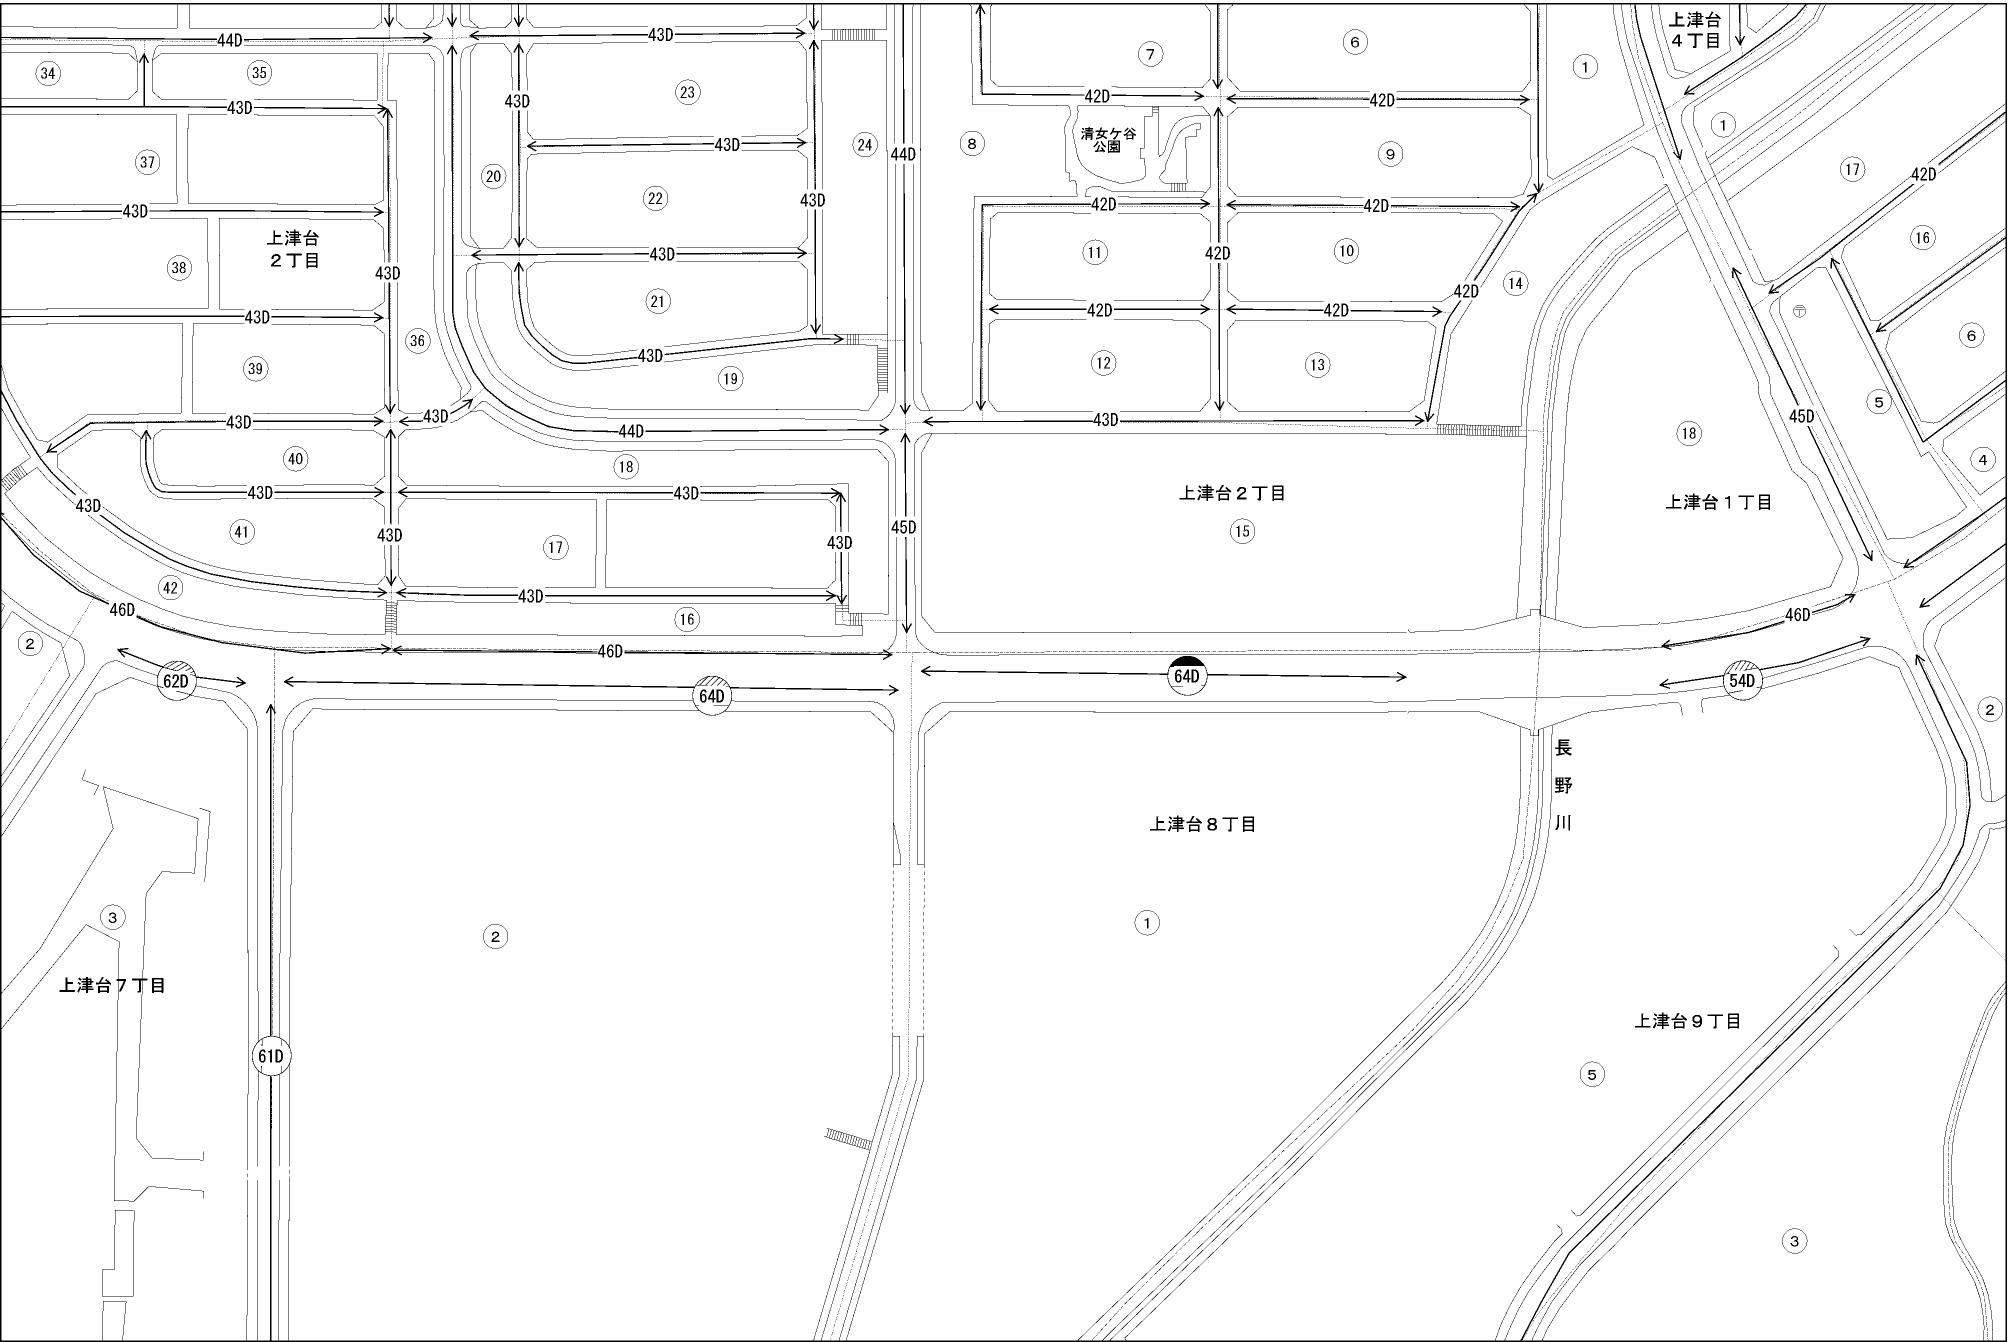 上津台
４丁目
44D
43D
7
6
1
34
35
43D
23
43D
42D
42D
1
清女ケ谷
公園
37
43D
24
44D
8
9
17
42D
20
22
43D
43D
42D
42D
上津台
２丁目
38
43D
43D
11
42D
10
16
21
42D
14
43D
42D
42D
6
36
39
43D
19
12
13
5
45D
43D
43D
44D
43D
18
4
40
18
43D
43D
上津台２丁目
上津台１丁目
43D
41
43D
17
43D
45D
15
42
43D
46D
16
46D
2
46D
62D
64D
64D
54D
2
長
野
川
上津台８丁目
3
2
1
上津台７丁目
上津台９丁目
61D
5
3